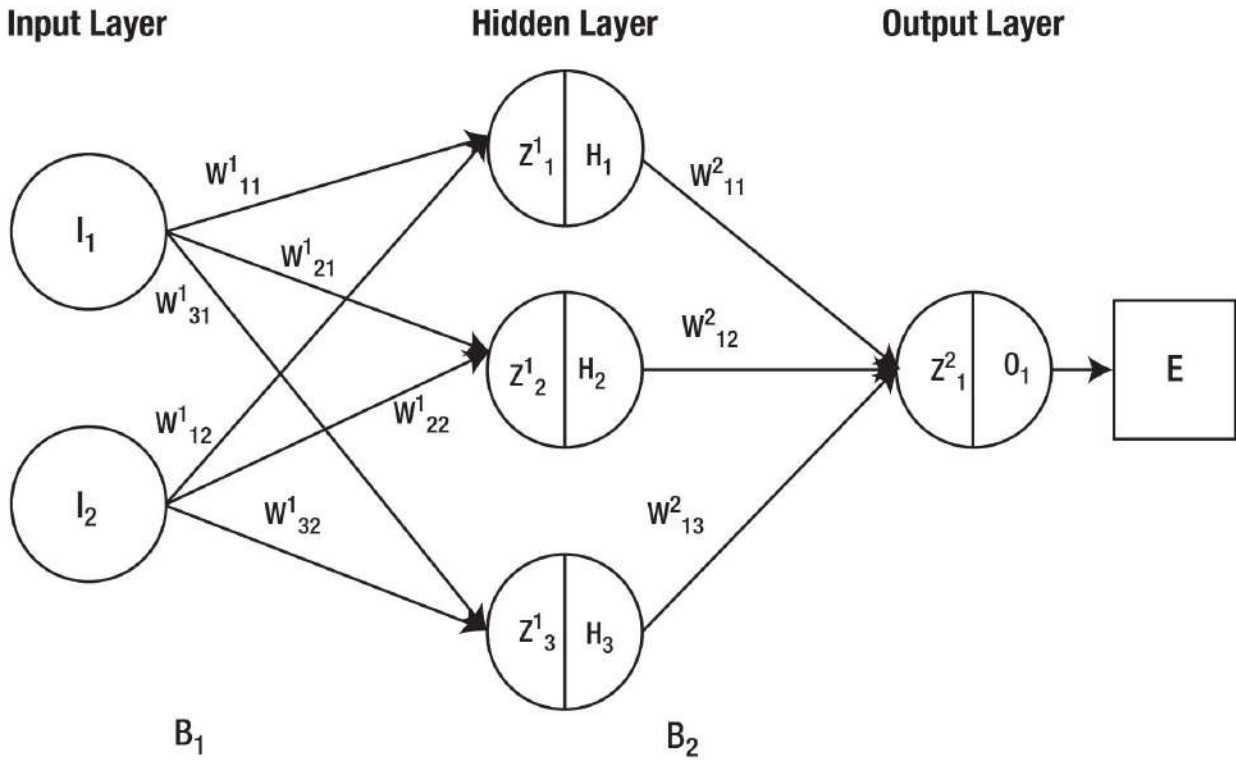 Input Layer
Hidden Layer
Output Layer
Z¹₁ H₁
W¹₁₁
W²₁₁
I₁
W¹₂₁
W¹₃₁
W²₁₂
Z¹₂ H₂
Z²₁ O₁
E
W¹₁₂
W¹₂₂
I₂
W¹₃₂
W²₁₃
Z¹₃ H₃
B₁
B₂